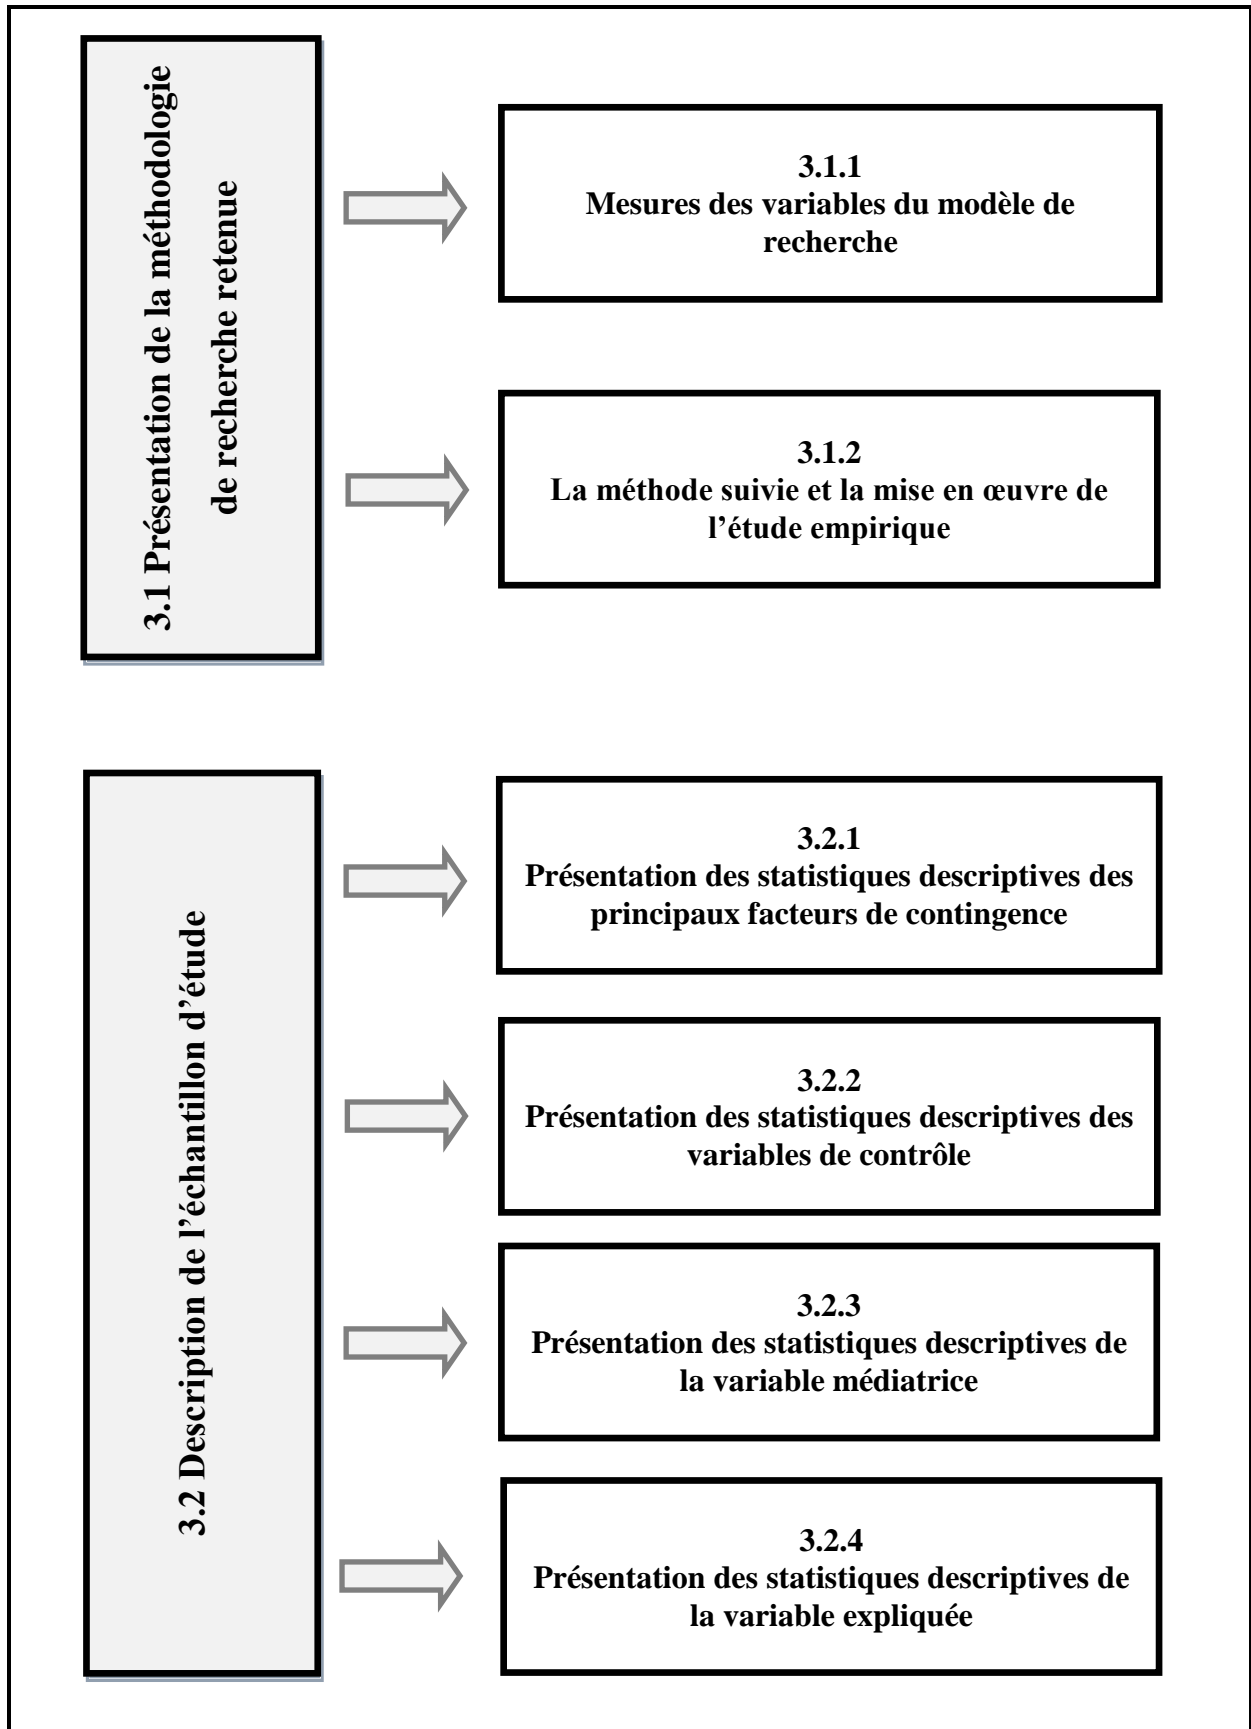 3.1 Présentation de la méthodologie
de recherche retenue
3.1.1
Mesures des variables du modèle de
recherche
3.1.2
La méthode suivie et la mise en œuvre de
l’étude empirique
3.2 Description de l’échantillon d’étude
3.2.1
Présentation des statistiques descriptives des
principaux facteurs de contingence
3.2.2
Présentation des statistiques descriptives des
variables de contrôle
3.2.3
Présentation des statistiques descriptives de
la variable médiatrice
3.2.4
Présentation des statistiques descriptives de
la variable expliquée